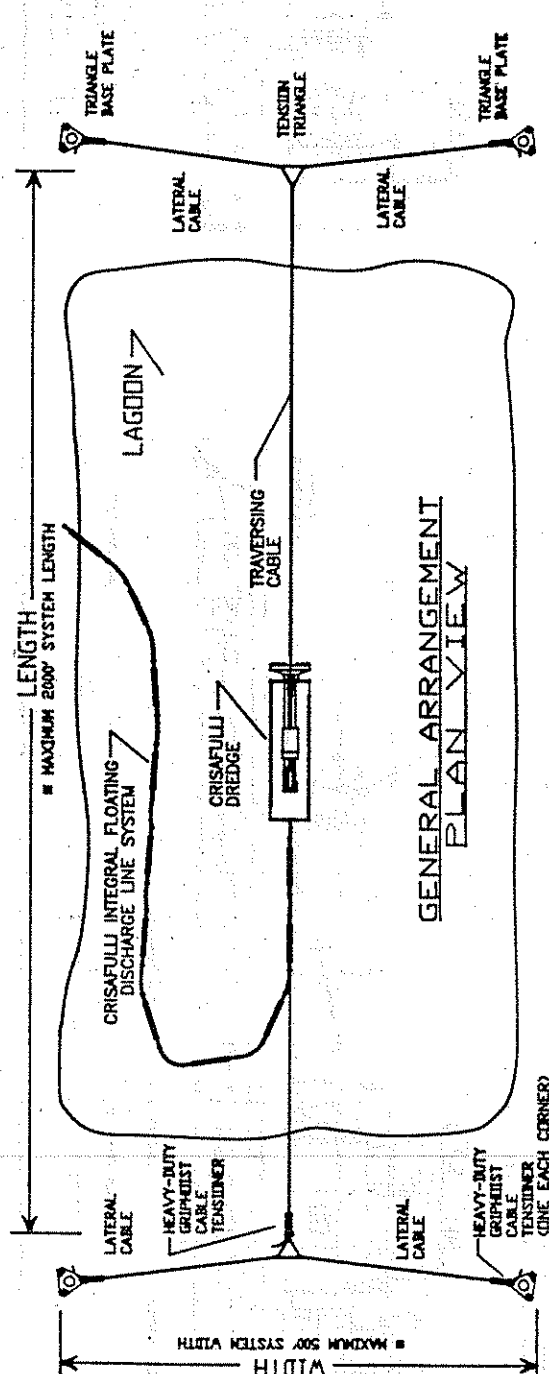 LENGTH
* MAXIMUM 2000' SYSTEM LENGTH
TRIANGLE
BASE PLATE
LATERAL
CABLE
TENSION
TRIANGLE
LATERAL
CABLE
TRIANGLE
BASE PLATE
LAGOON
CRISAFULLI INTEGRAL FLOATING
DISCHARGE LINE SYSTEM
TRAVERSING
CABLE
CRISAFULLI
DREDGE
GENERAL ARRANGEMENT
PLAN VIEW
LATERAL
CABLE
HEAVY-DUTY
GRIPHOIST
CABLE
TENSIONER
LATERAL
CABLE
HEAVY-DUTY
GRIPHOIST
CABLE
TENSIONER
(ONE EACH CORNER)
WIDTH
* MAXIMUM 500' SYSTEM WIDTH